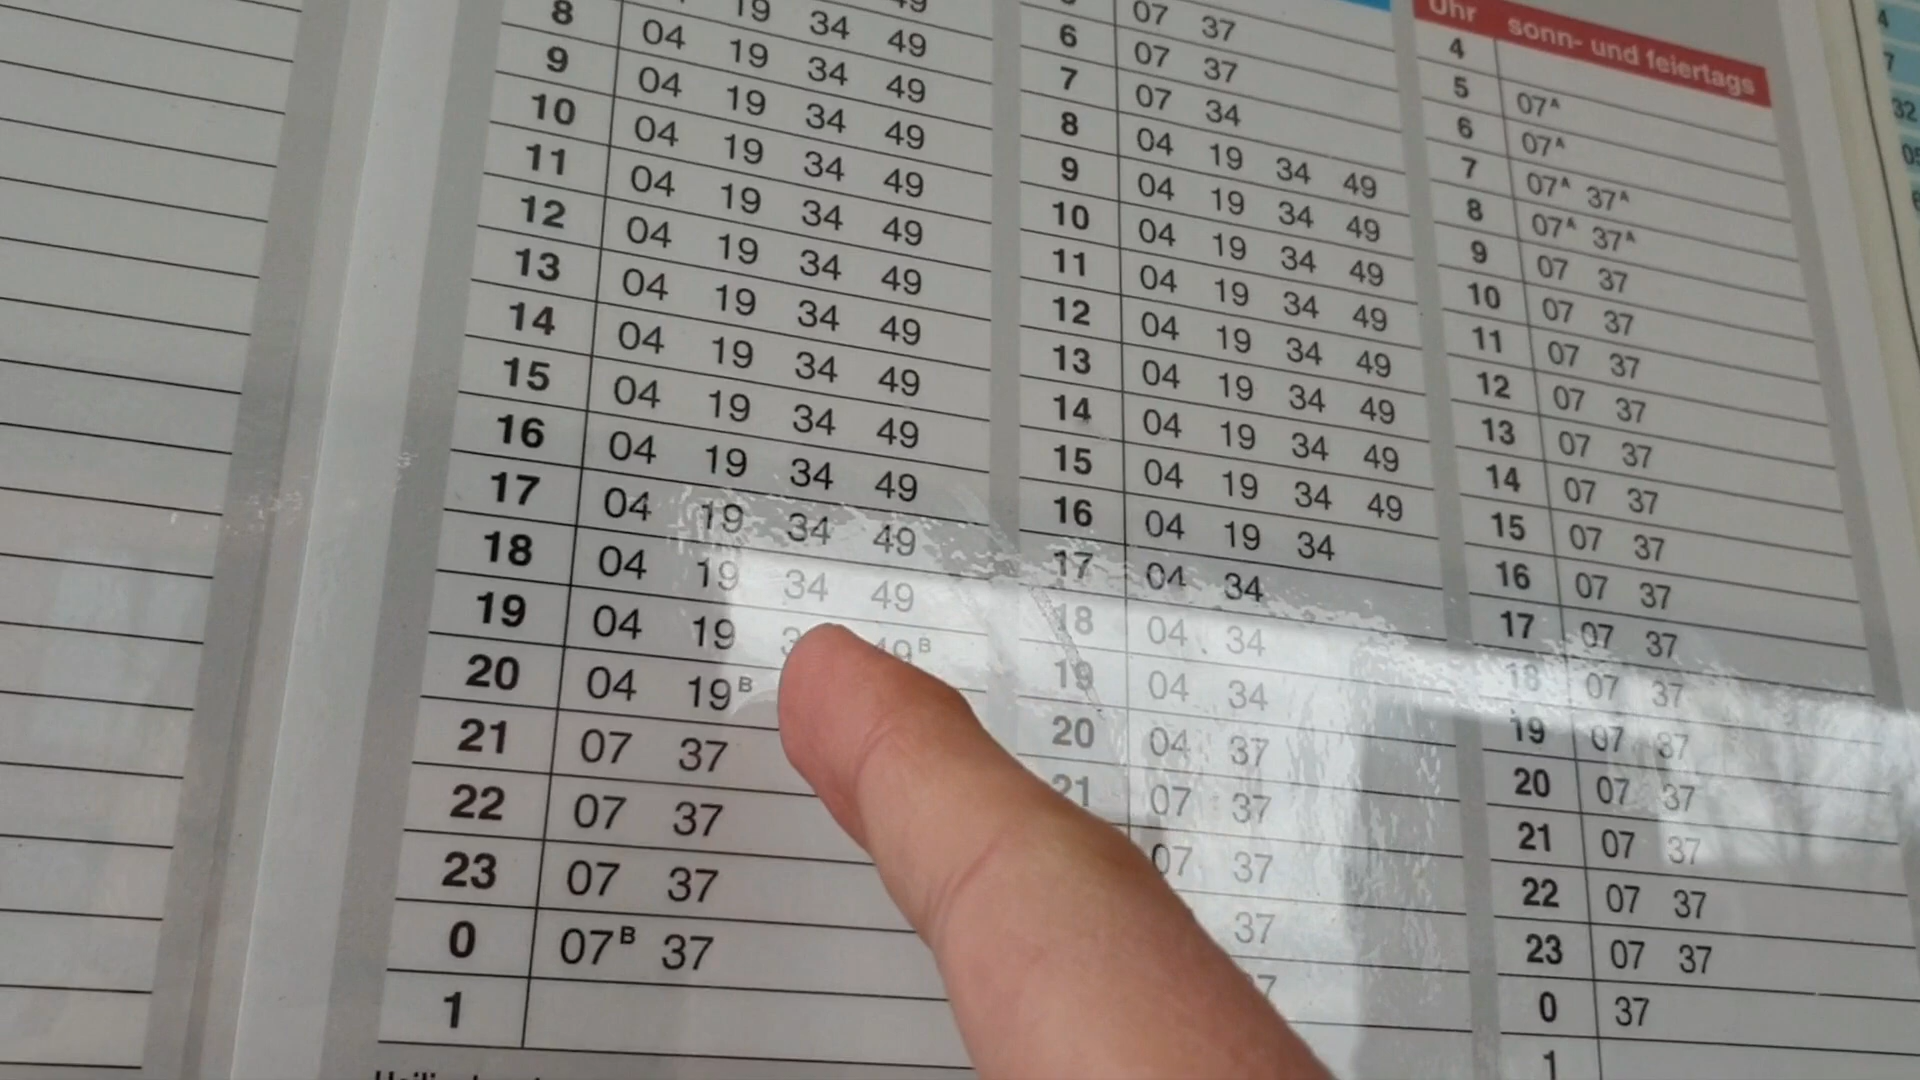 49
19 34 49
8 04 19 34 49
9 04 19 34 49
10 04 19 34 49
11 04 19 34 49
12 04 19 34 49
13 04 19 34 49
14 04 19 34 49
15 04 19 34 49
16 04 19 34 49
17 04 19 34 49
18 04 19 34 49
19 04 19 49ᴮ
20 04 19ᴮ
21 07 37
22 07 37
23 07 37
0 07ᴮ 37
1
07 37
6 07 37
7 07 34
8 04 19 34 49
9 04 19 34 49
10 04 19 34 49
11 04 19 34 49
12 04 19 34 49
13 04 19 34 49
14 04 19 34 49
15 04 19 34 49
16 04 19 34
17 04 34
18 04 34
19 04 34
20 04 37
21 07 37
07 37
37
Uhr sonn- und feiertags
4
5 07ᴬ
6 07ᴬ
7 07ᴬ 37ᴬ
8 07ᴬ 37ᴬ
9 07 37
10 07 37
11 07 37
12 07 37
13 07 37
14 07 37
15 07 37
16 07 37
17 07 37
18 07 37
19 07 37
20 07 37
21 07 37
22 07 37
23 07 37
0 37
1
4
7
32